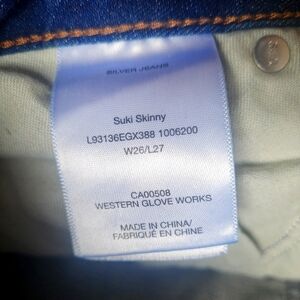 SILVER JEANS
Suki Skinny
L93136EGX388 1006200
W26/L27
CA00508
WESTERN GLOVE WORKS
MADE IN CHINA/
FABRIQUÉ EN CHINE